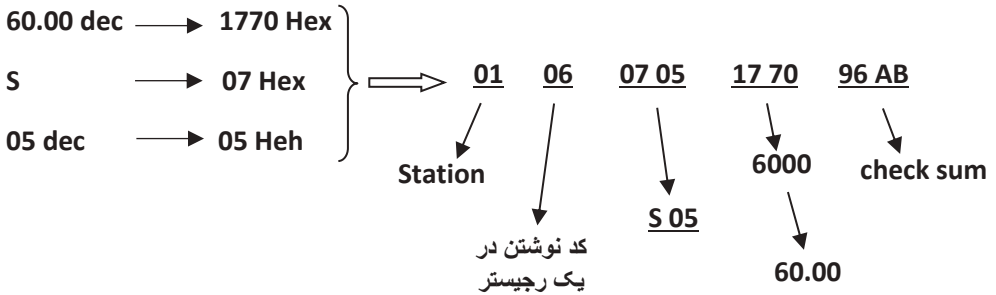 60.00 dec 1770 Hex
S 07 Hex
05 dec 05 Heh
01 06 07 05 17 70 96 AB
Station
6000
check sum
S 05
کد نوشتن در
یک رجیستر
60.00